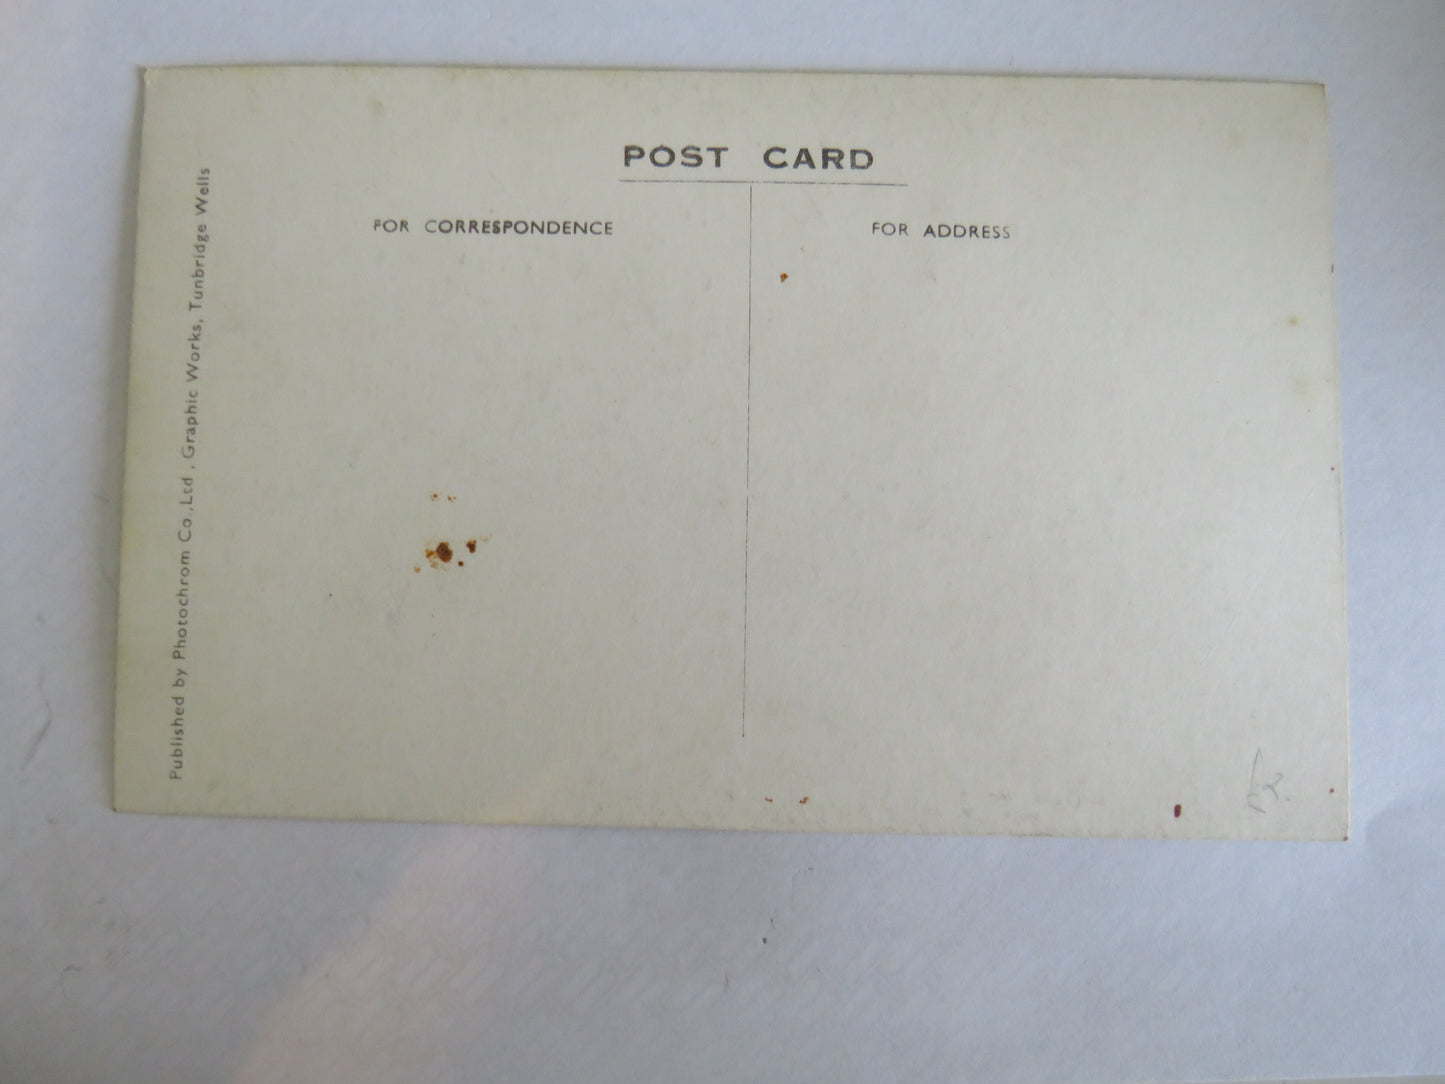 POST CARD
FOR CORRESPONDENCE
FOR ADDRESS
Published by Photochrom Co., Ltd., Graphic Works, Tunbridge Wells